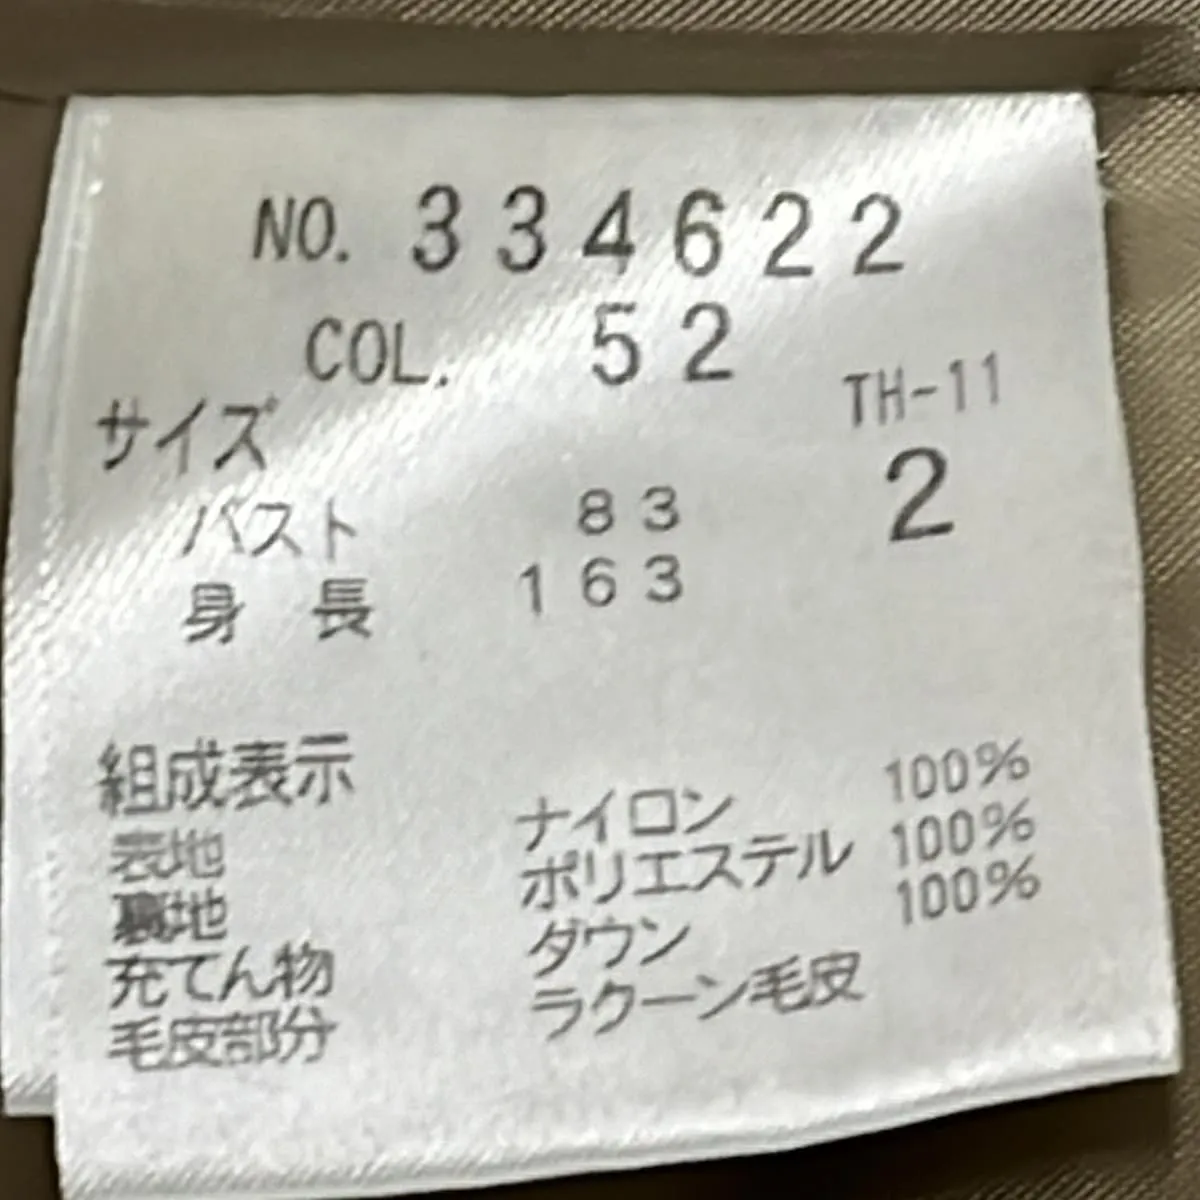 NO. 334622
COL. 52
サイズ TH-11
バスト 83 2
身長 163
組成表示
表地 ナイロン 100%
裏地 ポリエステル 100%
充てん物 ダウン 100%
毛皮部分 ラクーン毛皮